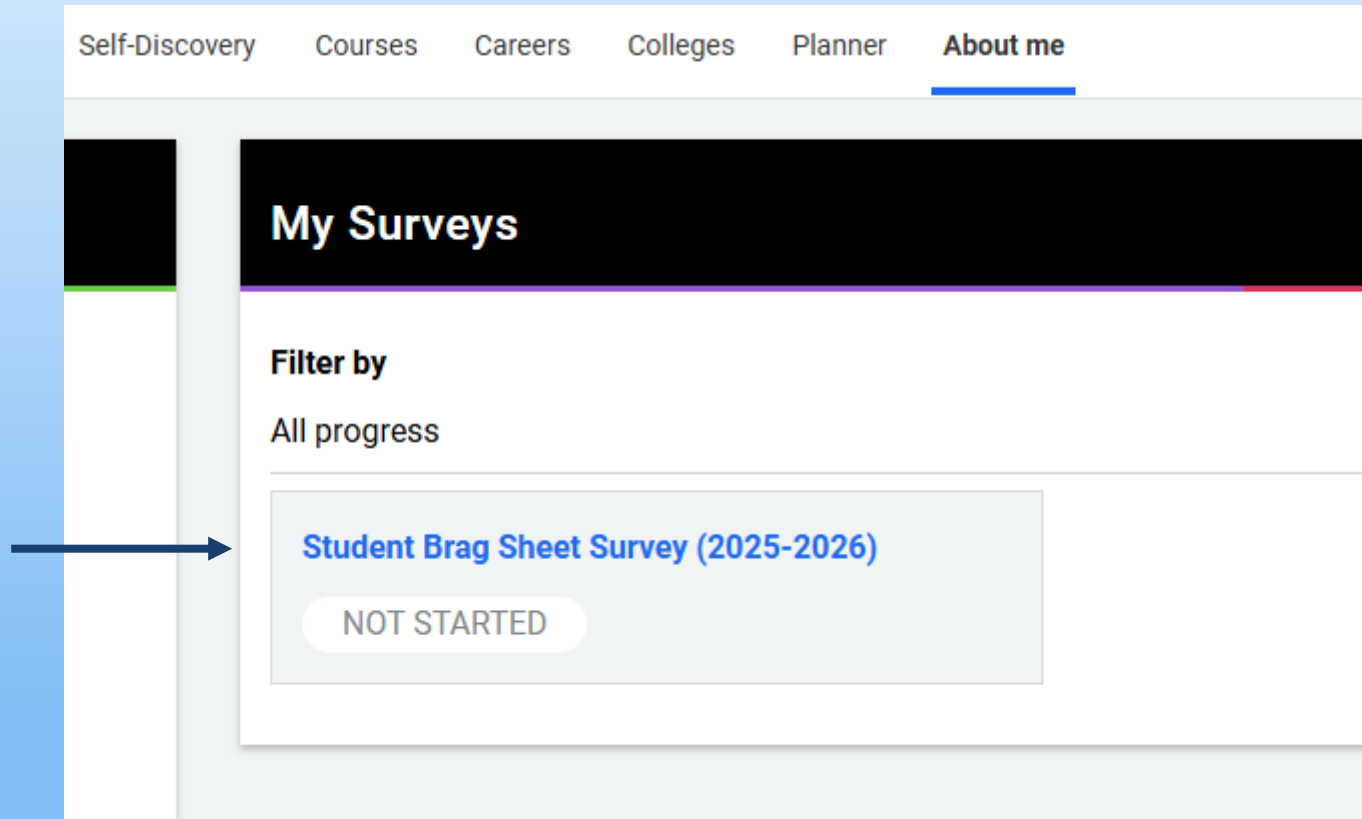 Self-Discovery Courses Careers Colleges Planner About me
My Surveys
Filter by
All progress
Student Brag Sheet Survey (2025-2026)
NOT STARTED